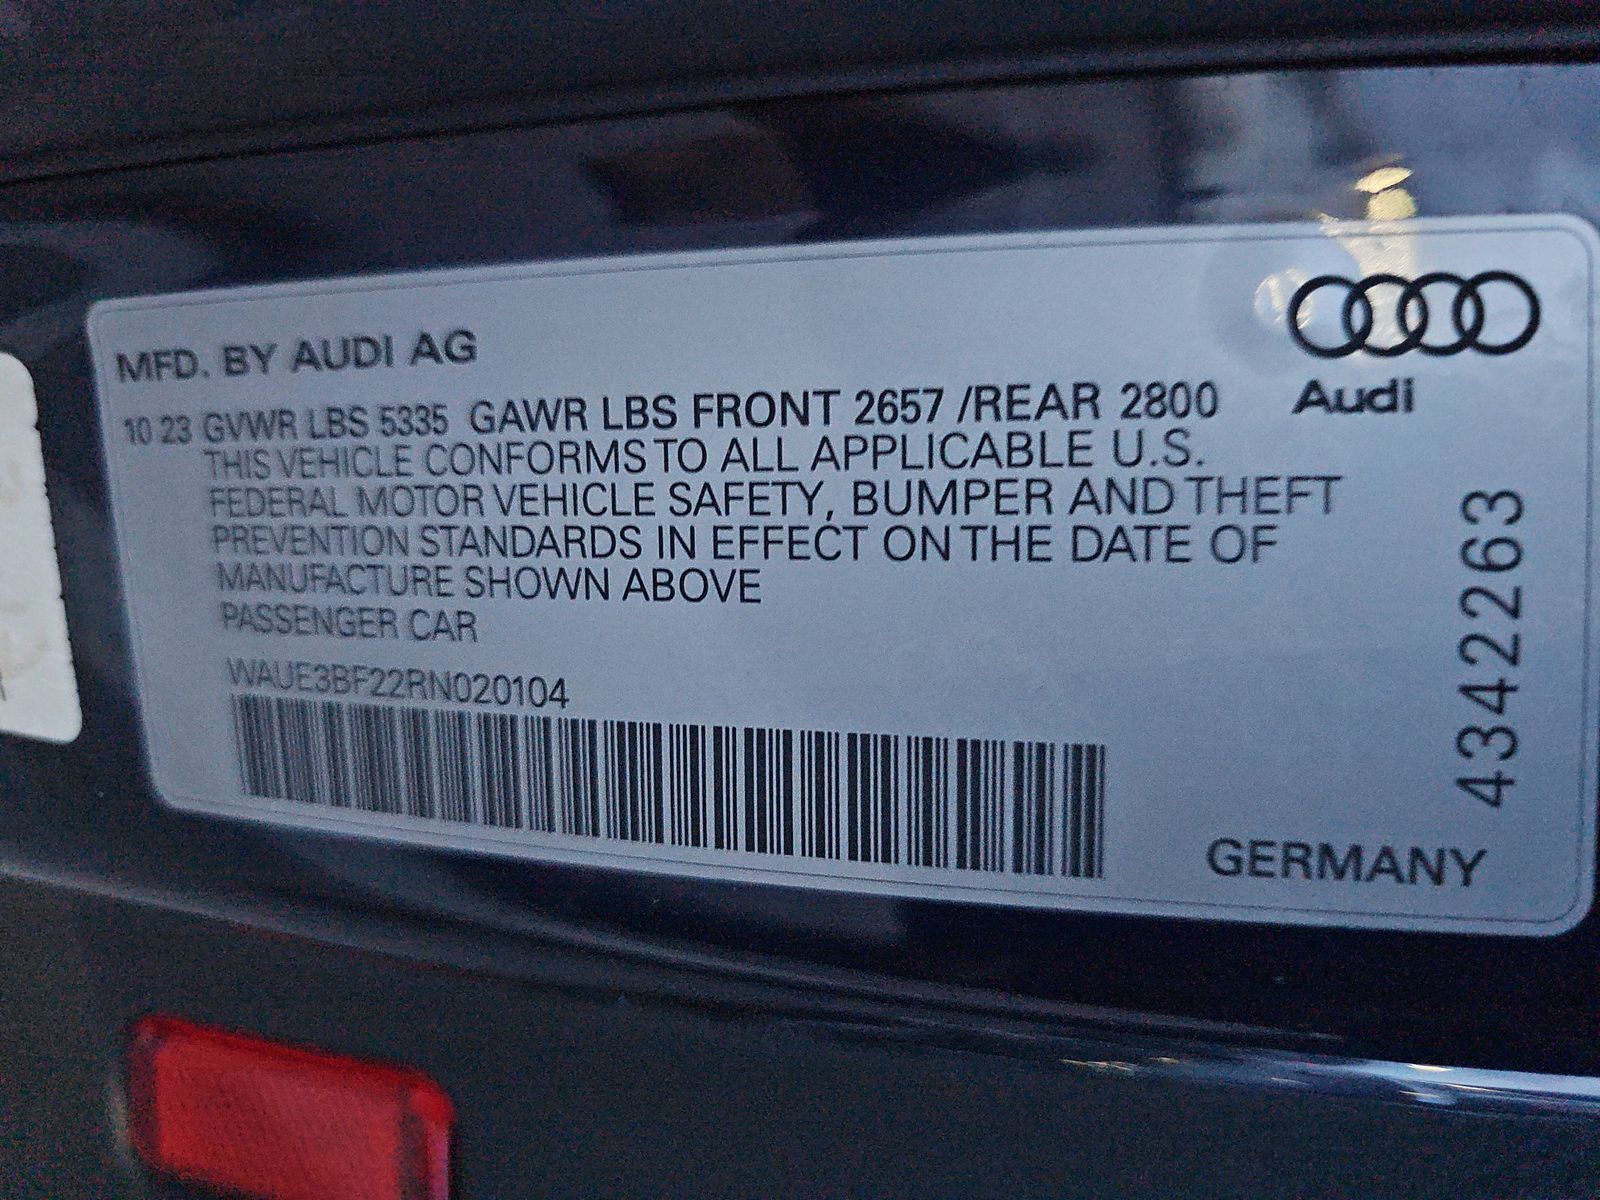 MFD. BY AUDI AG
10 23 GVWR LBS 5335 GAWR LBS FRONT 2657 /REAR 2800
THIS VEHICLE CONFORMS TO ALL APPLICABLE U.S.
FEDERAL MOTOR VEHICLE SAFETY, BUMPER AND THEFT
PREVENTION STANDARDS IN EFFECT ON THE DATE OF
MANUFACTURE SHOWN ABOVE
PASSENGER CAR
WAUE3BF22RN020104
Audi
4342263
GERMANY